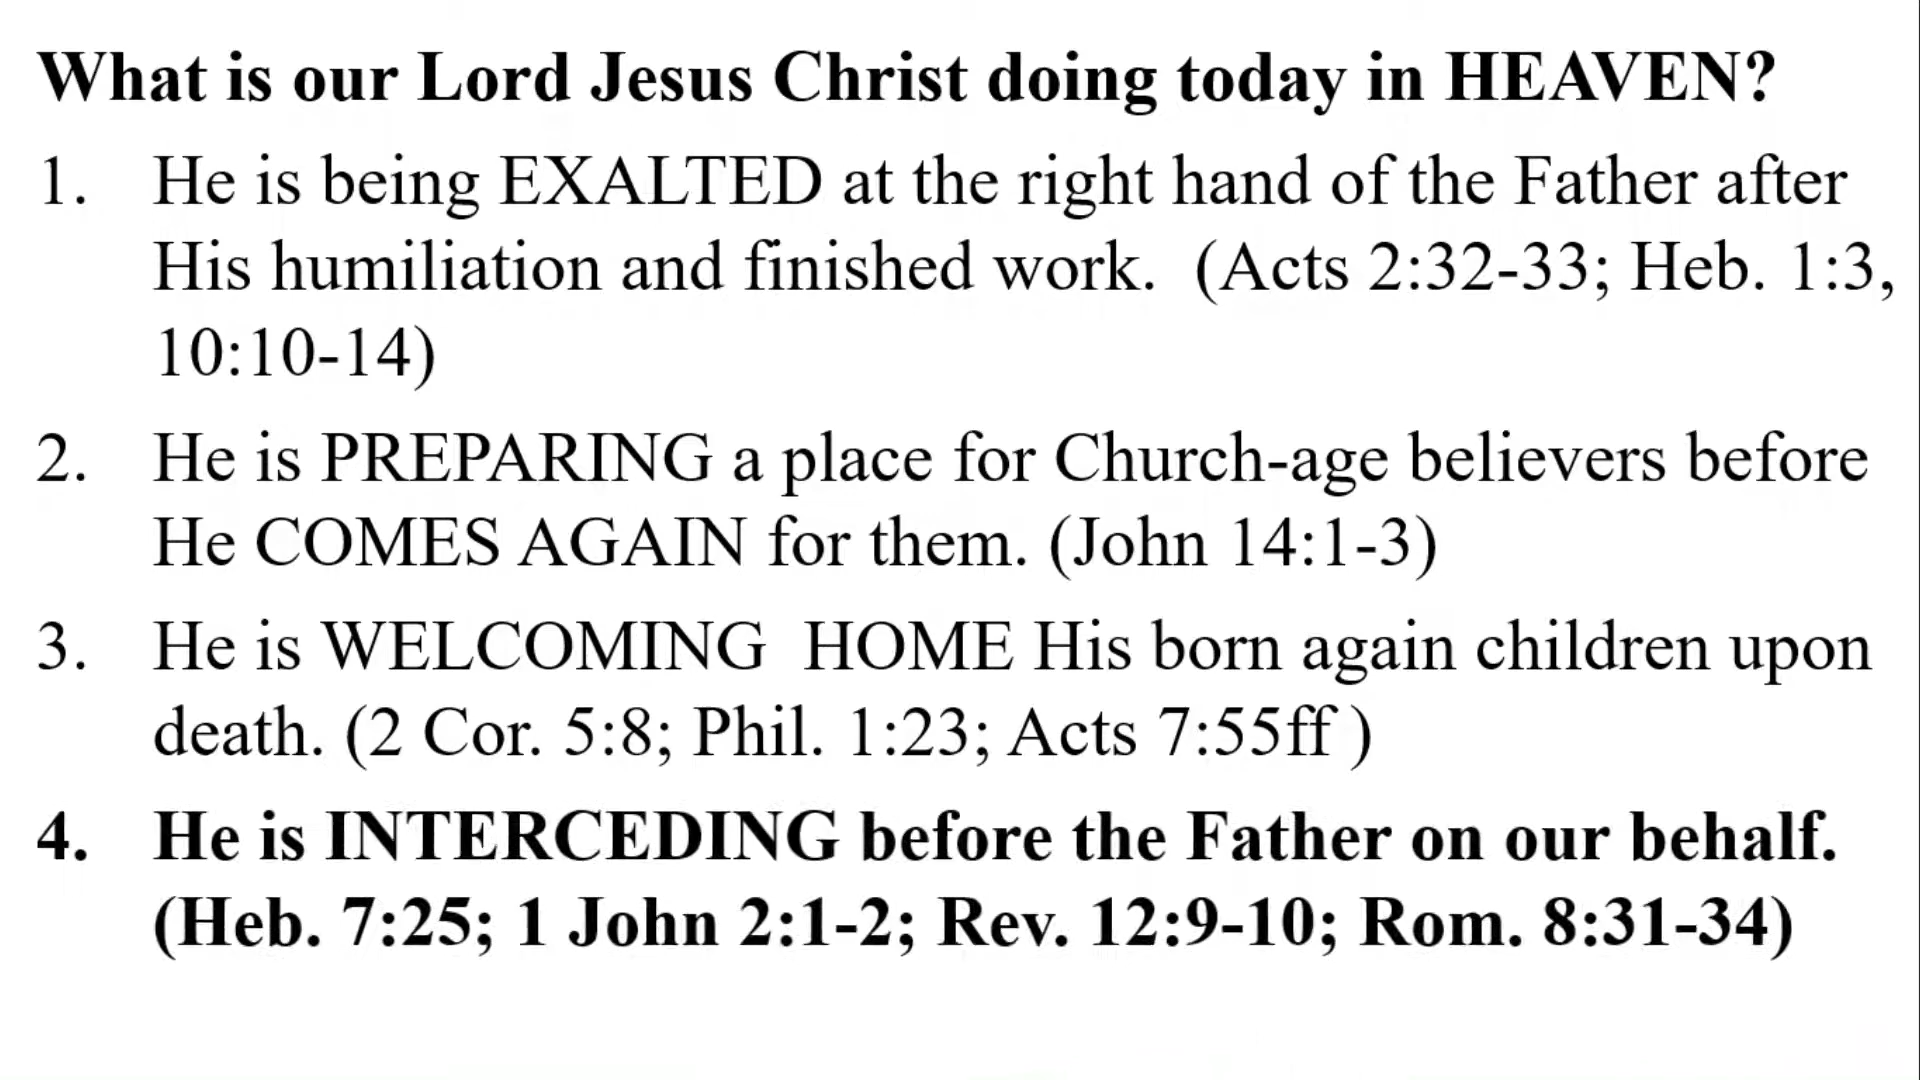 What is our Lord Jesus Christ doing today in HEAVEN?
1. He is being EXALTED at the right hand of the Father after
His humiliation and finished work.  (Acts 2:32-33; Heb. 1:3,
10:10-14)
2. He is PREPARING a place for Church-age believers before
He COMES AGAIN for them. (John 14:1-3)
3. He is WELCOMING  HOME His born again children upon
death. (2 Cor. 5:8; Phil. 1:23; Acts 7:55ff )
4. He is INTERCEDING before the Father on our behalf.
(Heb. 7:25; 1 John 2:1-2; Rev. 12:9-10; Rom. 8:31-34)